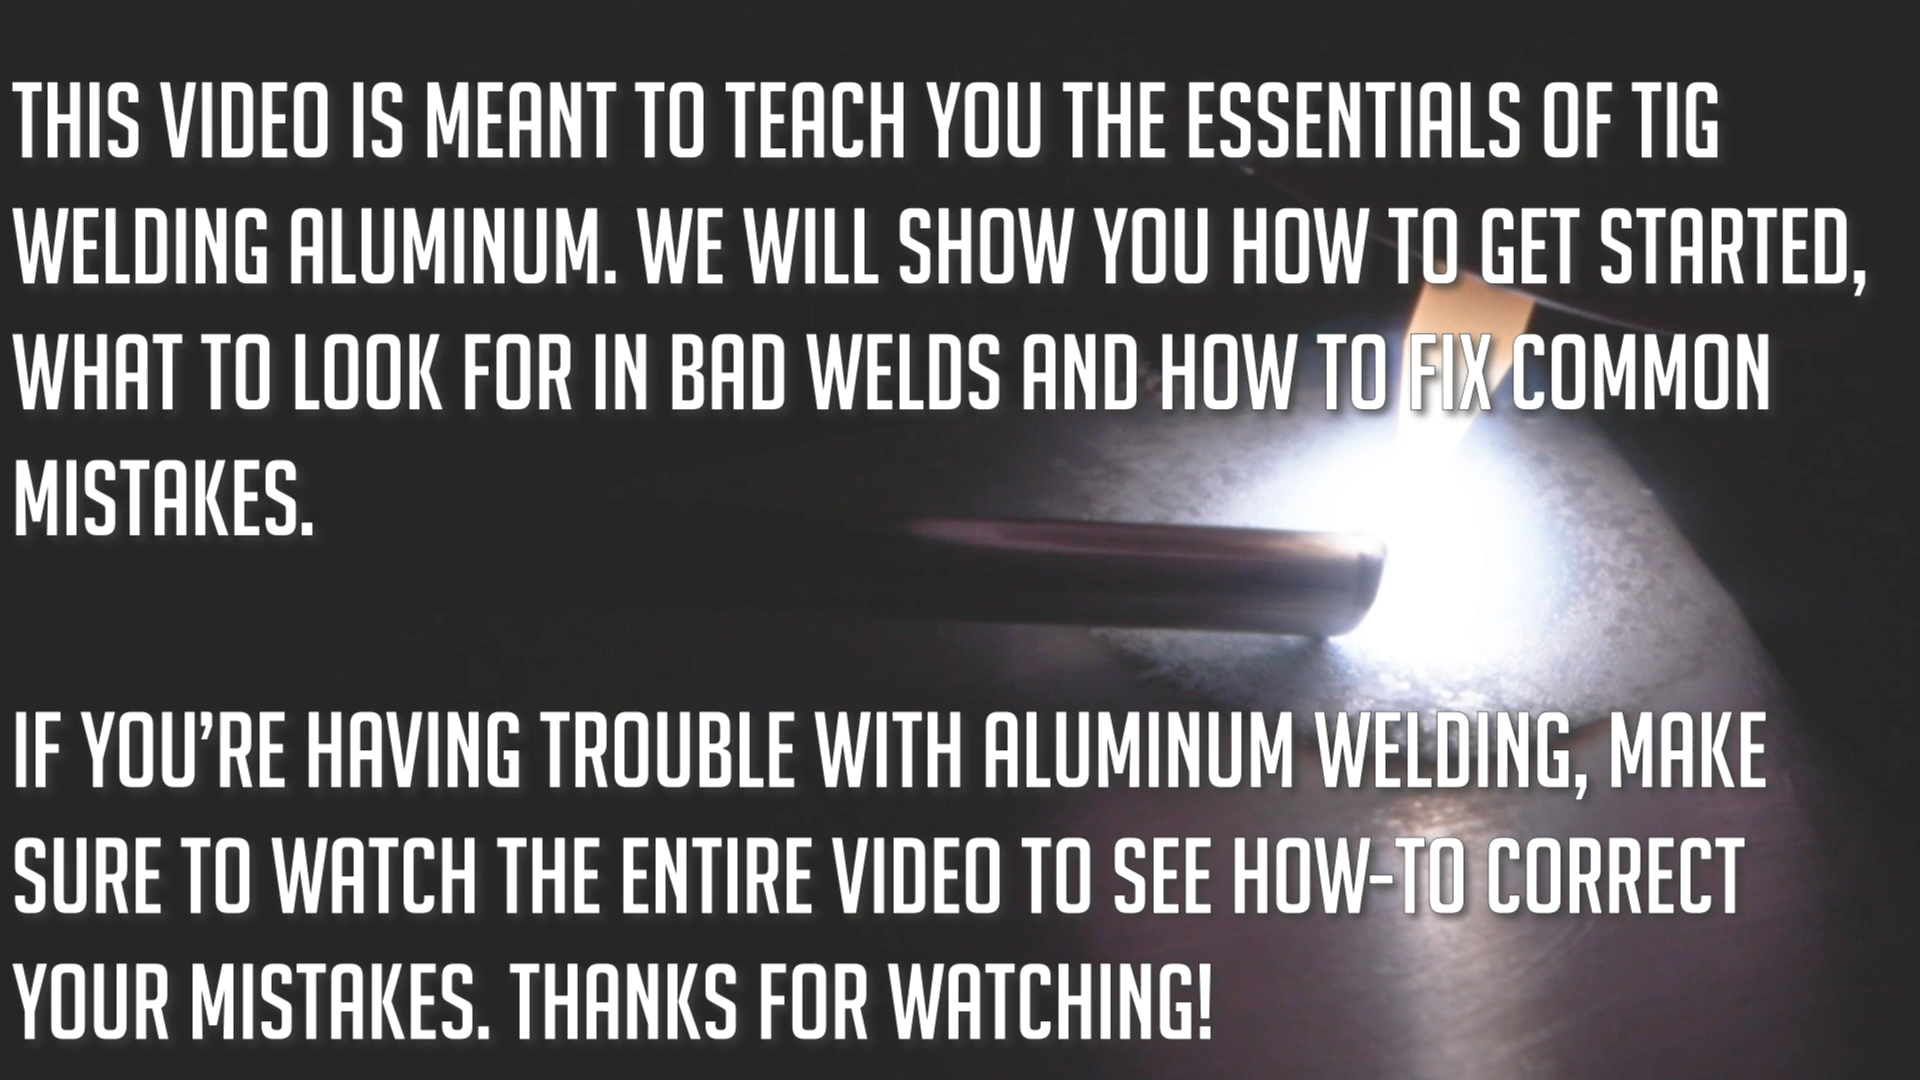 THIS VIDEO IS MEANT TO TEACH YOU THE ESSENTIALS OF TIG
WELDING ALUMINUM. WE WILL SHOW YOU HOW TO GET STARTED,
WHAT TO LOOK FOR IN BAD WELDS AND HOW TO FIX COMMON
MISTAKES.
IF YOU’RE HAVING TROUBLE WITH ALUMINUM WELDING, MAKE
SURE TO WATCH THE ENTIRE VIDEO TO SEE HOW-TO CORRECT
YOUR MISTAKES. THANKS FOR WATCHING!